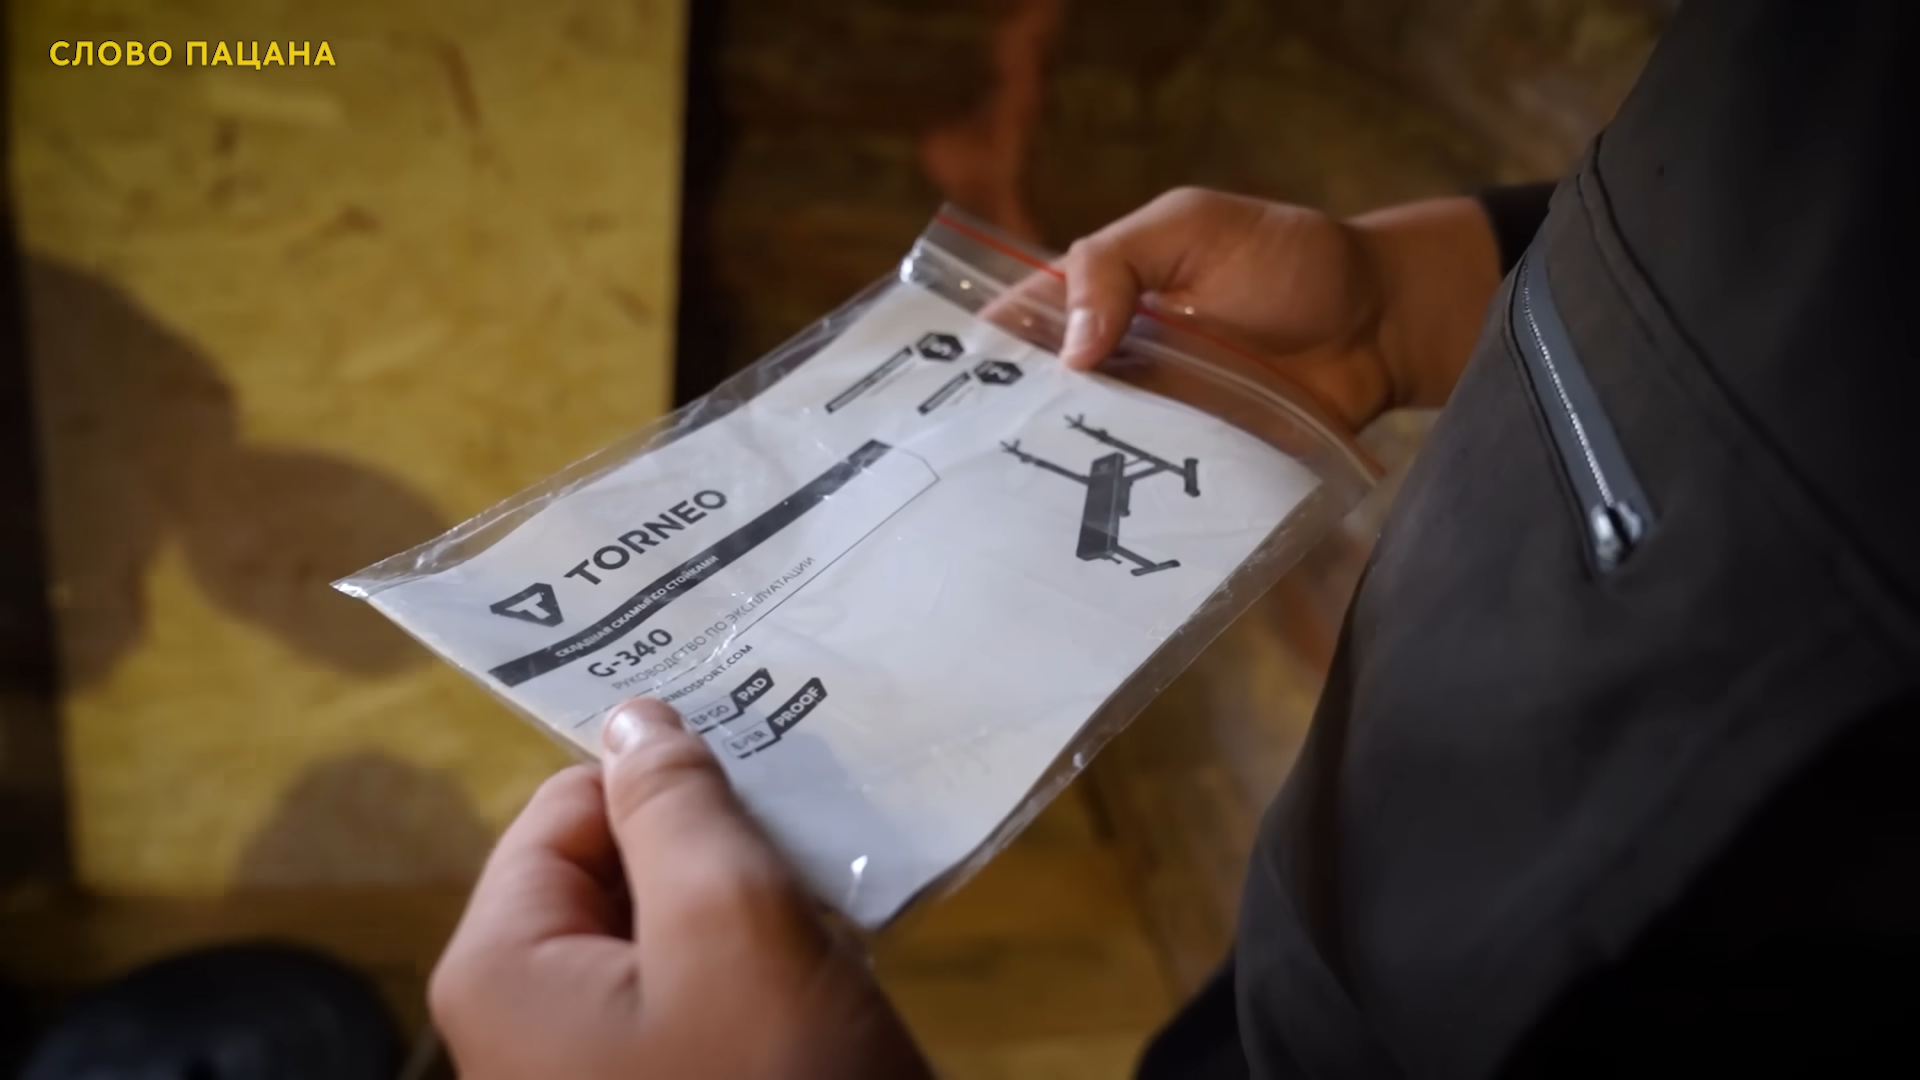 СЛОВО ПАЦАНА
TORNEO
СКЛАДНАЯ СКАМЬЯ СО СТОЙКАМИ
G-340
РУКОВОДСТВО ПО ЭКСПЛУАТАЦИИ
PAD
PROOF